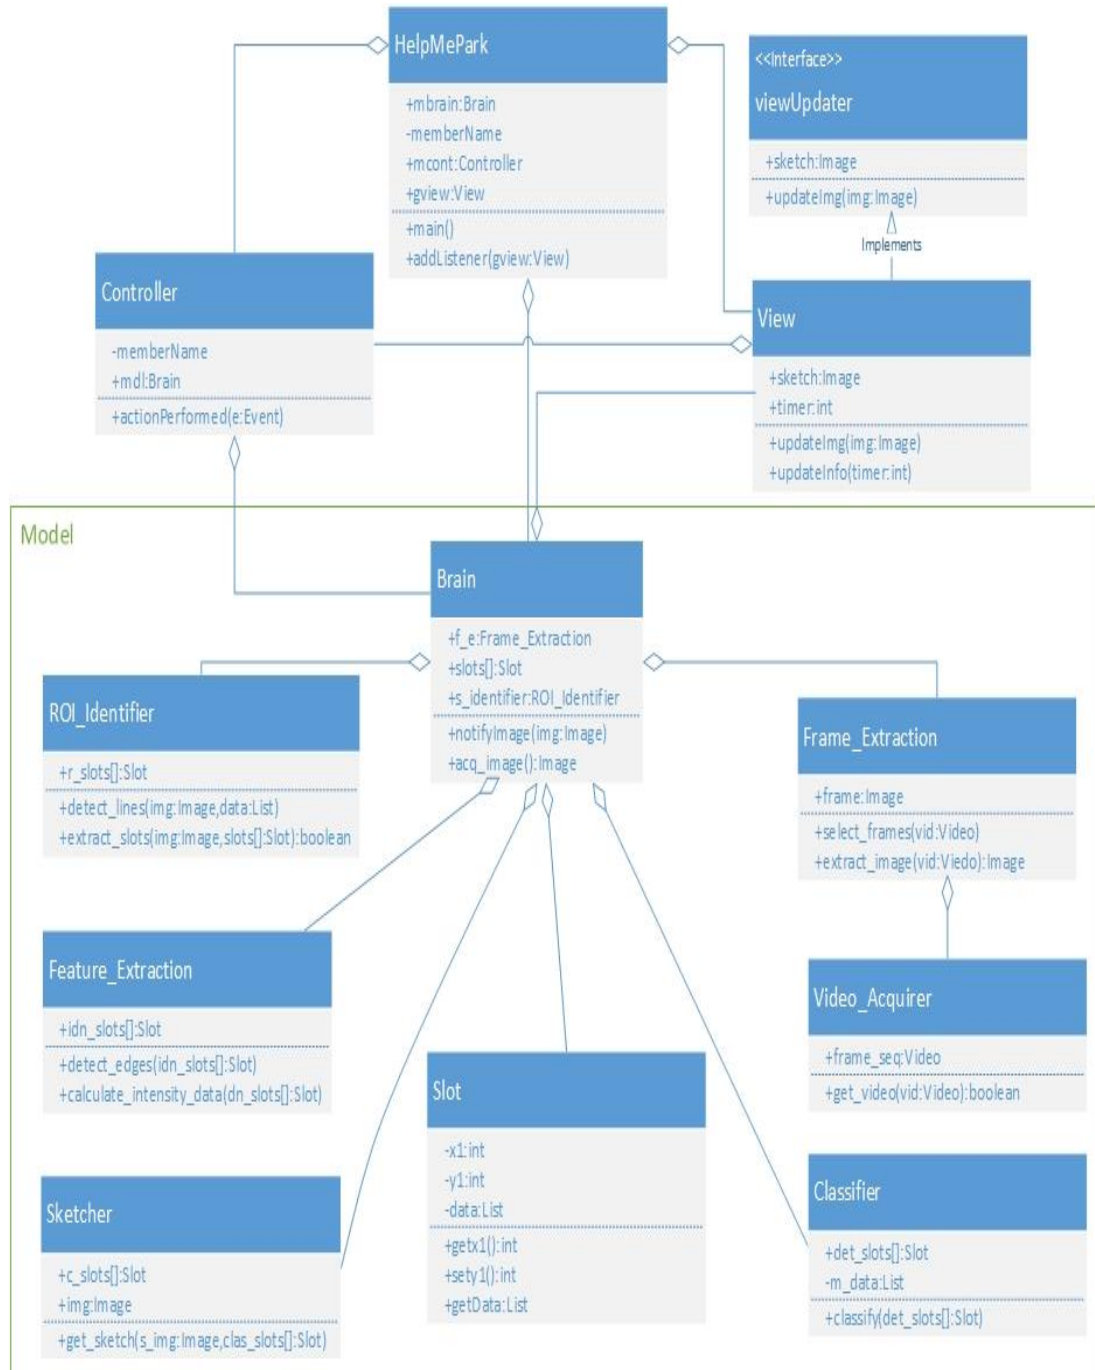 HelpMePark
+mbrain:Brain
-memberName
+mcont:Controller
+gview:View
+main()
+addListener(gview:View)
<<Interface>>
viewUpdater
+sketch:Image
+updateImg(img:Image)
Implements
Controller
-memberName
+mdl:Brain
+actionPerformed(e:Event)
View
+sketch:Image
+timer:int
+updateImg(img:Image)
+updateInfo(timer:int)
Model
Brain
+f_e:Frame_Extraction
+slots[]:Slot
+s_identifier:ROI_Identifier
+notifyImage(img:Image)
+acq_image():Image
ROI_Identifier
+r_slots[]:Slot
+detect_lines(img:Image,data:List)
+extract_slots(img:Image,slots[]:Slot):boolean
Frame_Extraction
+frame:Image
+select_frames(vid:Video)
+extract_image(vid:Viedo):Image
Feature_Extraction
+idn_slots[]:Slot
+detect_edges(idn_slots[]:Slot)
+calculate_intensity_data(dn_slots[]:Slot)
Video_Acquirer
+frame_seq:Video
+get_video(vid:Video):boolean
Slot
-x1:int
-y1:int
-data:List
+getx1():int
+sety1():int
+getData:List
Sketcher
+c_slots[]:Slot
+img:Image
+get_sketch(s_img:Image,clas_slots[]:Slot)
Classifier
+det_slots[]:Slot
-m_data:List
+classify(det_slots[]:Slot)